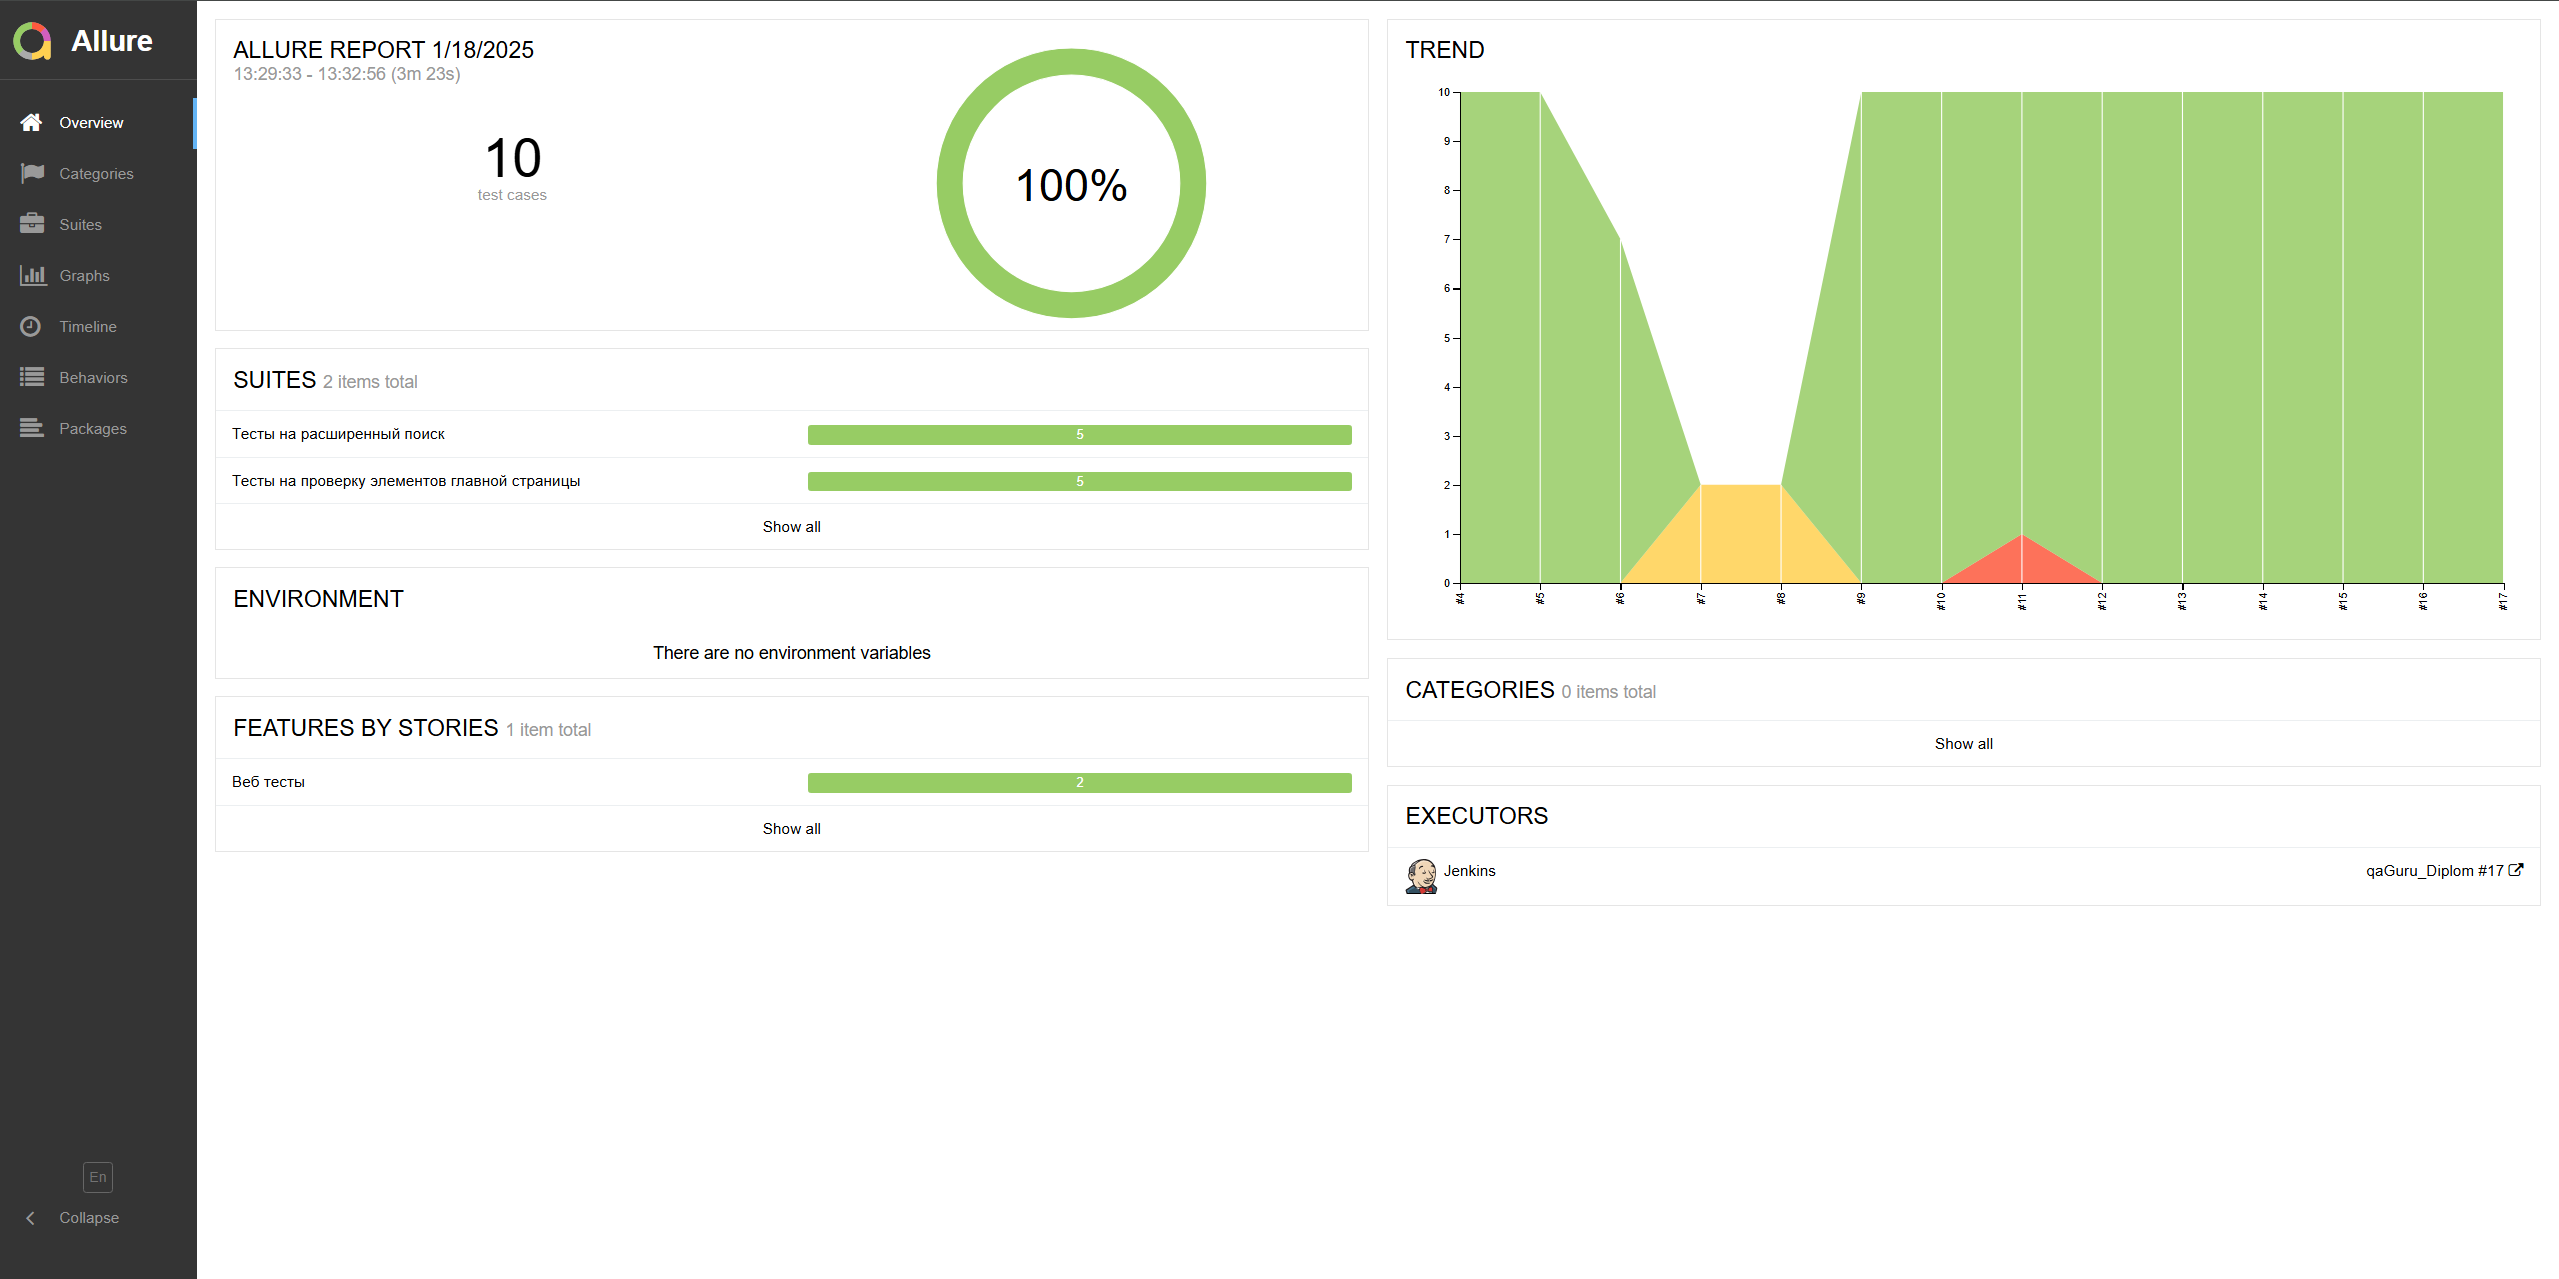 Allure
Overview
Categories
Suites
Graphs
Timeline
Behaviors
Packages
En
Collapse
ALLURE REPORT 1/18/2025
13:29:33 - 13:32:56 (3m 23s)
10
test cases
100%
SUITES 2 items total
Тесты на расширенный поиск 5
Тесты на проверку элементов главной страницы 5
Show all
ENVIRONMENT
There are no environment variables
FEATURES BY STORIES 1 item total
Веб тесты 2
Show all
TREND
10
9
8
7
6
5
4
3
2
1
0
#4 #5 #6 #7 #8 #9 #10 #11 #12 #13 #14 #15 #16 #17
CATEGORIES 0 items total
Show all
EXECUTORS
Jenkins qaGuru_Diplom #17